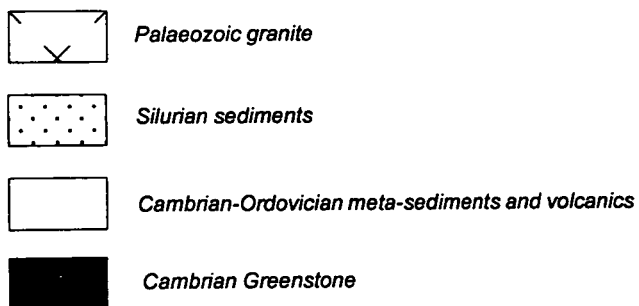 Palaeozoic granite
Silurian sediments
Cambrian-Ordovician meta-sediments and volcanics
Cambrian Greenstone